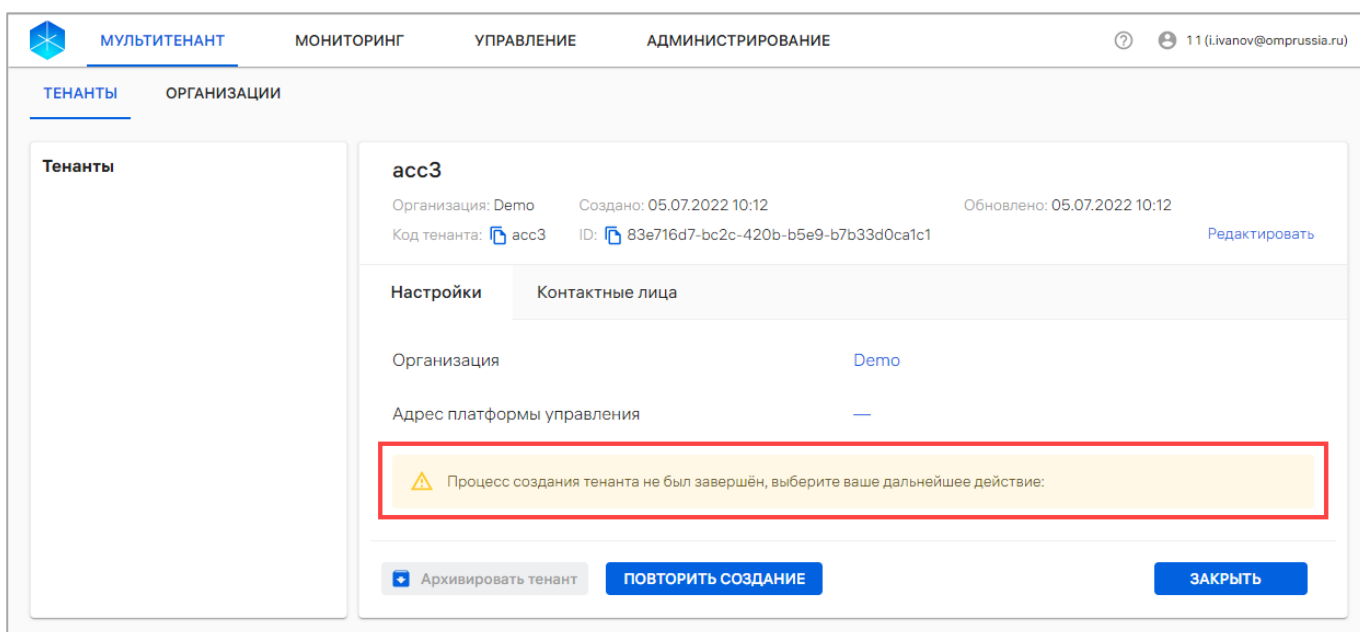 МУЛЬТИТЕНАНТ МОНИТОРИНГ УПРАВЛЕНИЕ АДМИНИСТРИРОВАНИЕ 1 1 (i.ivanov@omprussia.ru)
ТЕНАНТЫ ОРГАНИЗАЦИИ
Тенанты
acc3
Организация: Demo Создано: 05.07.2022 10:12 Обновлено: 05.07.2022 10:12
Код тенанта: acc3 ID: 83e716d7-bc2c-420b-b5e9-b7b33d0ca1c1 Редактировать
Настройки Контактные лица
Организация Demo
Адрес платформы управления —
Процесс создания тенанта не был завершён, выберите ваше дальнейшее действие:
Архивировать тенант ПОВТОРИТЬ СОЗДАНИЕ ЗАКРЫТЬ